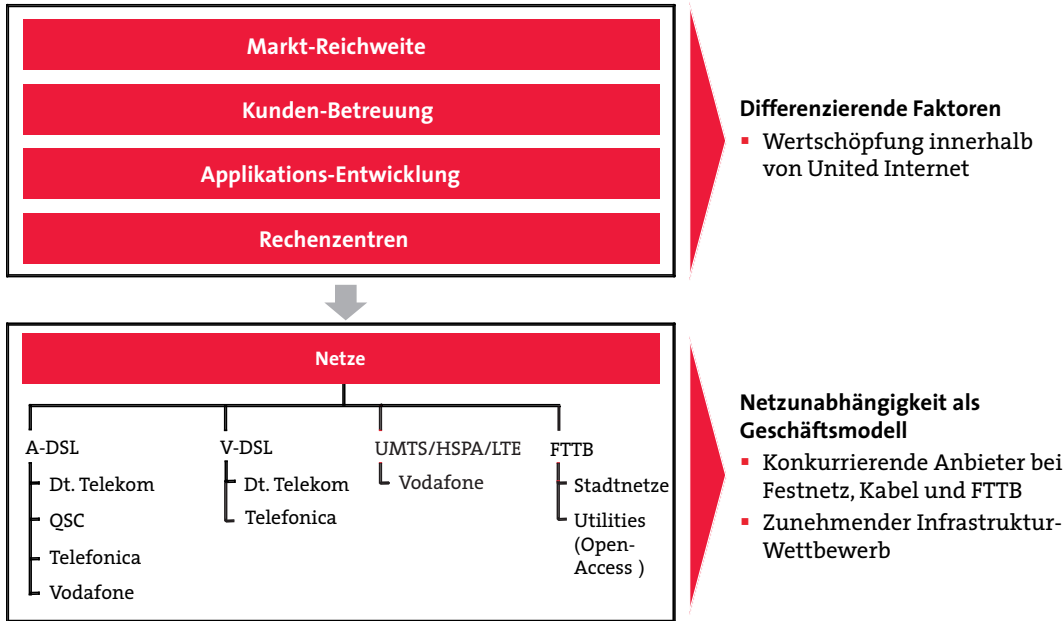 Markt-Reichweite
Kunden-Betreuung
Applikations-Entwicklung
Rechenzentren
Differenzierende Faktoren
Wertschöpfung innerhalb
von United Internet
Netze
A-DSL
Dt. Telekom
QSC
Telefonica
Vodafone
V-DSL
Dt. Telekom
Telefonica
UMTS/HSPA/LTE
Vodafone
FTTB
Stadtnetze
Utilities
(Open-
Access )
Netzunabhängigkeit als
Geschäftsmodell
Konkurrierende Anbieter bei
Festnetz, Kabel und FTTB
Zunehmender Infrastruktur-
Wettbewerb